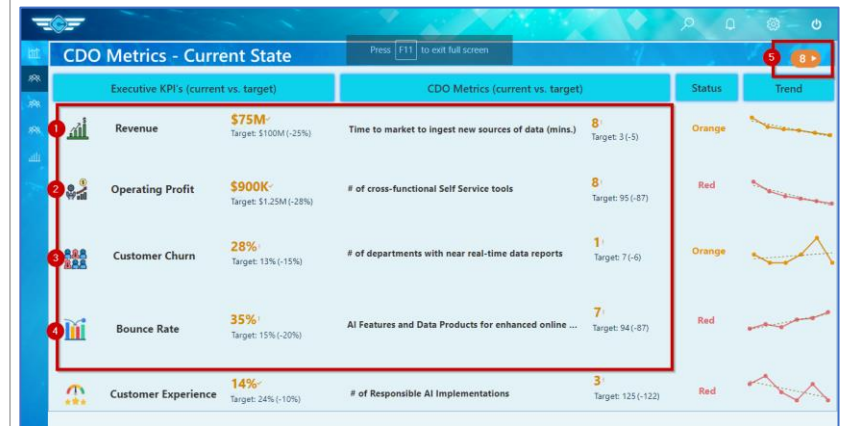 Press F11 to exit full screen
CDO Metrics - Current State
5
8
Executive KPI's (current vs. target)
CDO Metrics (current vs. target)
Status
Trend
1
Revenue
$75M
Target: $100M (-25%)
Time to market to ingest new sources of data (mins.)
8
Target: 3 (-5)
Orange
2
Operating Profit
$900K
Target: $1.25M (-28%)
# of cross-functional Self Service tools
8
Target: 95 (-87)
Red
3
Customer Churn
28%
Target: 13% (-15%)
# of departments with near real-time data reports
1
Target: 7 (-6)
Orange
4
Bounce Rate
35%
Target: 15% (-20%)
AI Features and Data Products for enhanced online ...
7
Target: 94 (-87)
Red
Customer Experience
14%
Target: 24% (-10%)
# of Responsible AI Implementations
3
Target: 125 (-122)
Red